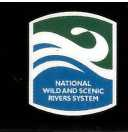 NATIONAL
WILD AND SCENIC
RIVERS SYSTEM